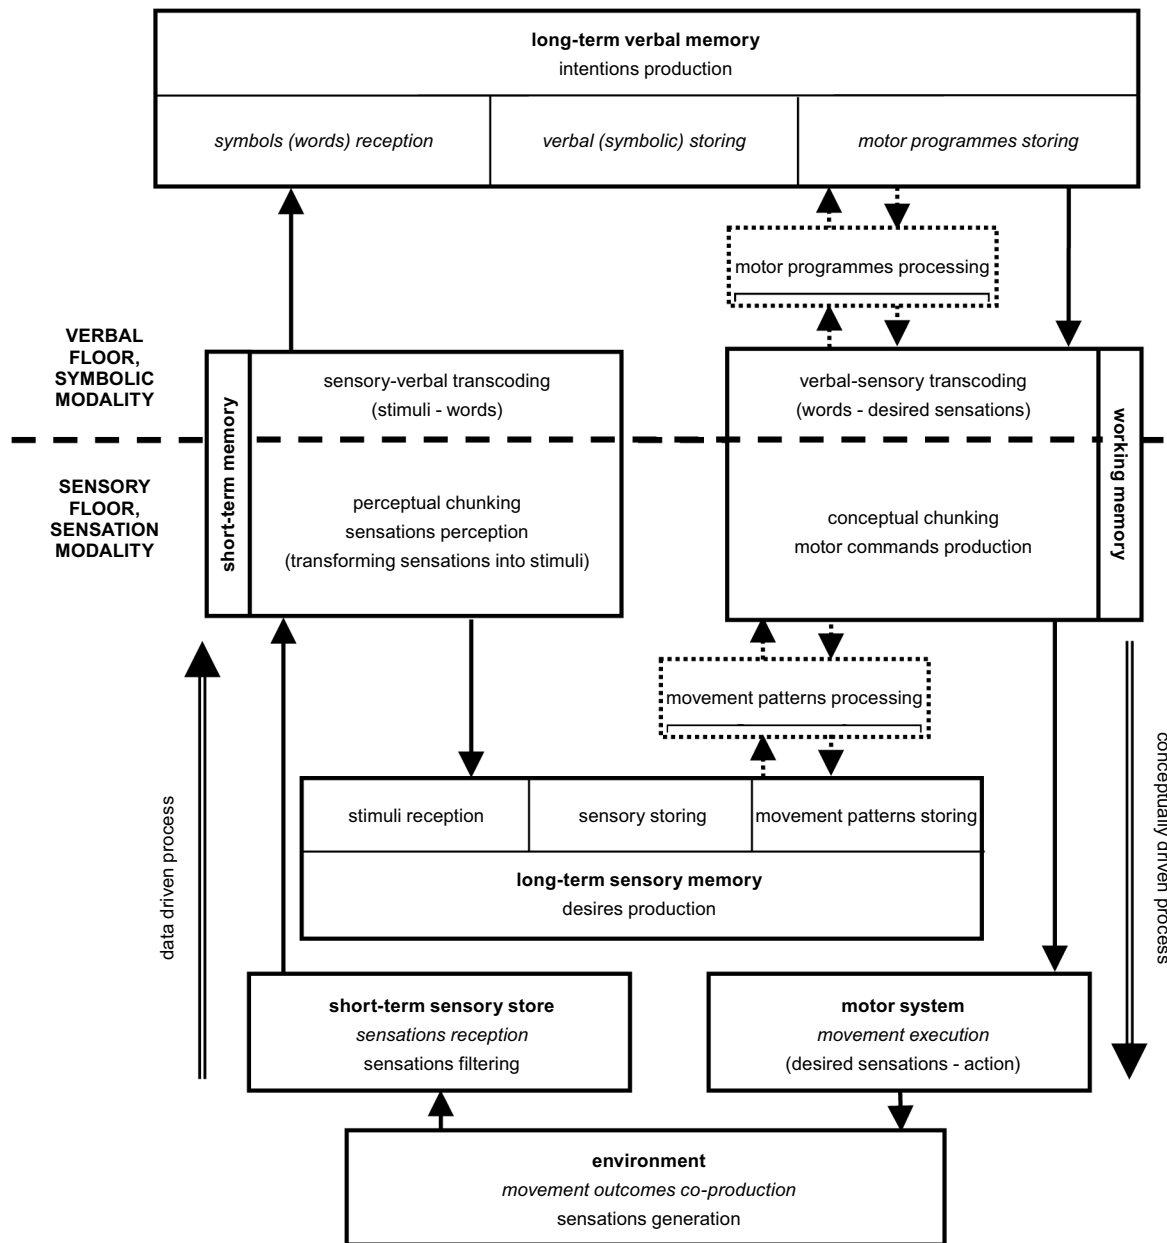 long-term verbal memory
intentions production
symbols (words) reception
verbal (symbolic) storing
motor programmes storing
motor programmes processing
VERBAL
FLOOR,
SYMBOLIC
MODALITY
short-term memory
sensory-verbal transcoding
(stimuli - words)
verbal-sensory transcoding
(words - desired sensations)
working memory
SENSORY
FLOOR,
SENSATION
MODALITY
perceptual chunking
sensations perception
(transforming sensations into stimuli)
conceptual chunking
motor commands production
movement patterns processing
data driven process
conceptually driven process
stimuli reception
sensory storing
movement patterns storing
long-term sensory memory
desires production
short-term sensory store
sensations reception
sensations filtering
motor system
movement execution
(desired sensations - action)
environment
movement outcomes co-production
sensations generation